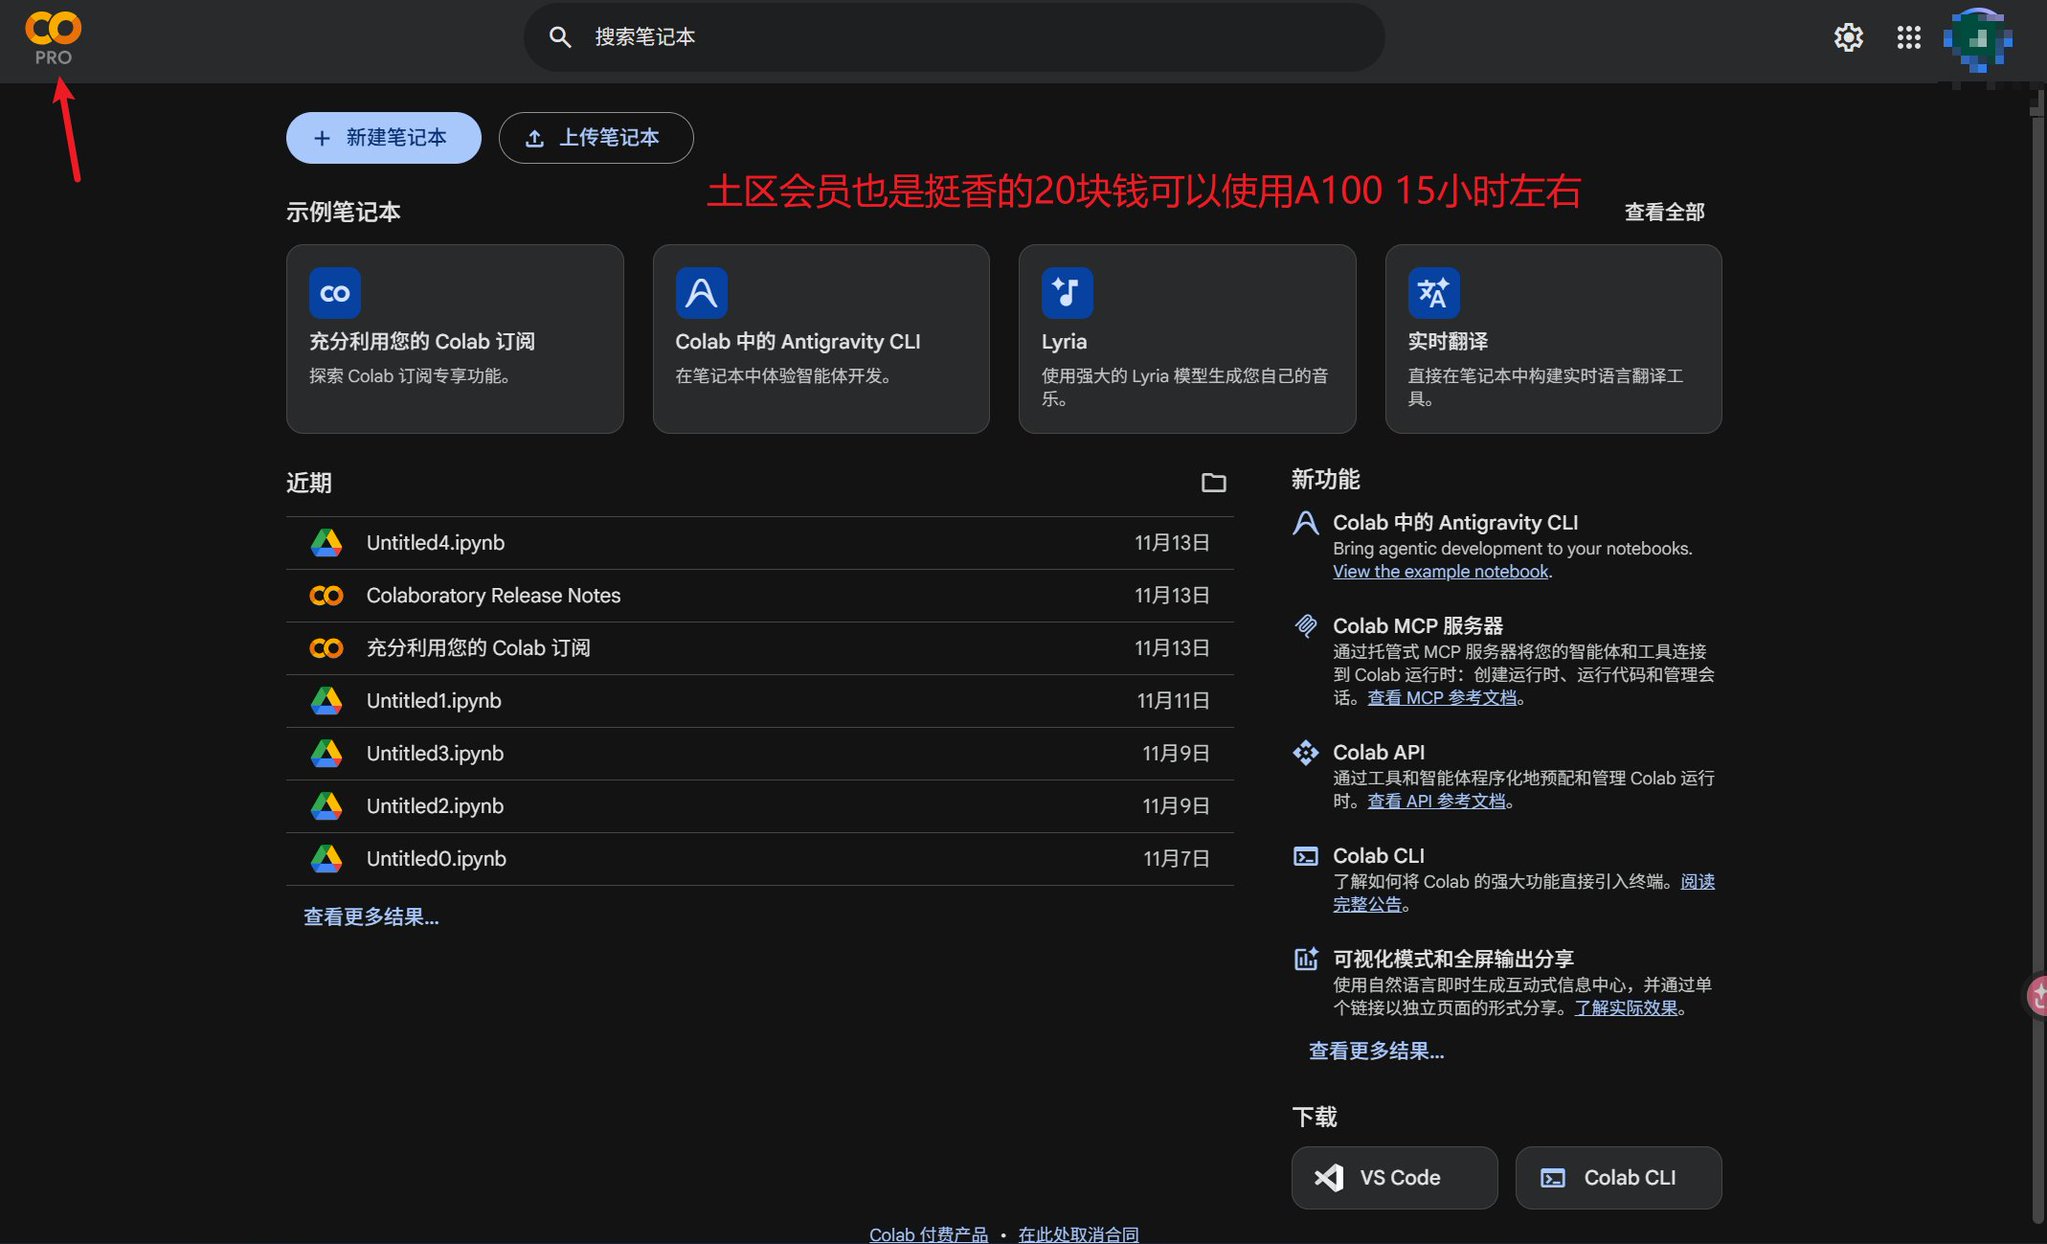 CO
PRO
搜索笔记本
+ 新建笔记本
上传笔记本
土区会员也是挺香的20块钱可以使用A100 15小时左右
示例笔记本
查看全部
CO
充分利用您的 Colab 订阅
探索 Colab 订阅专享功能。
Colab 中的 Antigravity CLI
在笔记本中体验智能体开发。
Lyria
使用强大的 Lyria 模型生成您自己的音
乐。
实时翻译
直接在笔记本中构建实时语言翻译工
具。
近期
Untitled4.ipynb 11月13日
Colaboratory Release Notes 11月13日
充分利用您的 Colab 订阅 11月13日
Untitled1.ipynb 11月11日
Untitled3.ipynb 11月9日
Untitled2.ipynb 11月9日
Untitled0.ipynb 11月7日
查看更多结果...
新功能
Colab 中的 Antigravity CLI
Bring agentic development to your notebooks.
View the example notebook.
Colab MCP 服务器
通过托管式 MCP 服务器将您的智能体和工具连接
到 Colab 运行时：创建运行时、运行代码和管理会
话。查看 MCP 参考文档。
Colab API
通过工具和智能体程序化地预配和管理 Colab 运行
时。查看 API 参考文档。
Colab CLI
了解如何将 Colab 的强大功能直接引入终端。阅读
完整公告。
可视化模式和全屏输出分享
使用自然语言即时生成互动式信息中心，并通过单
个链接以独立页面的形式分享。了解实际效果。
查看更多结果...
下载
VS Code
Colab CLI
Colab 付费产品 • 在此处取消合同